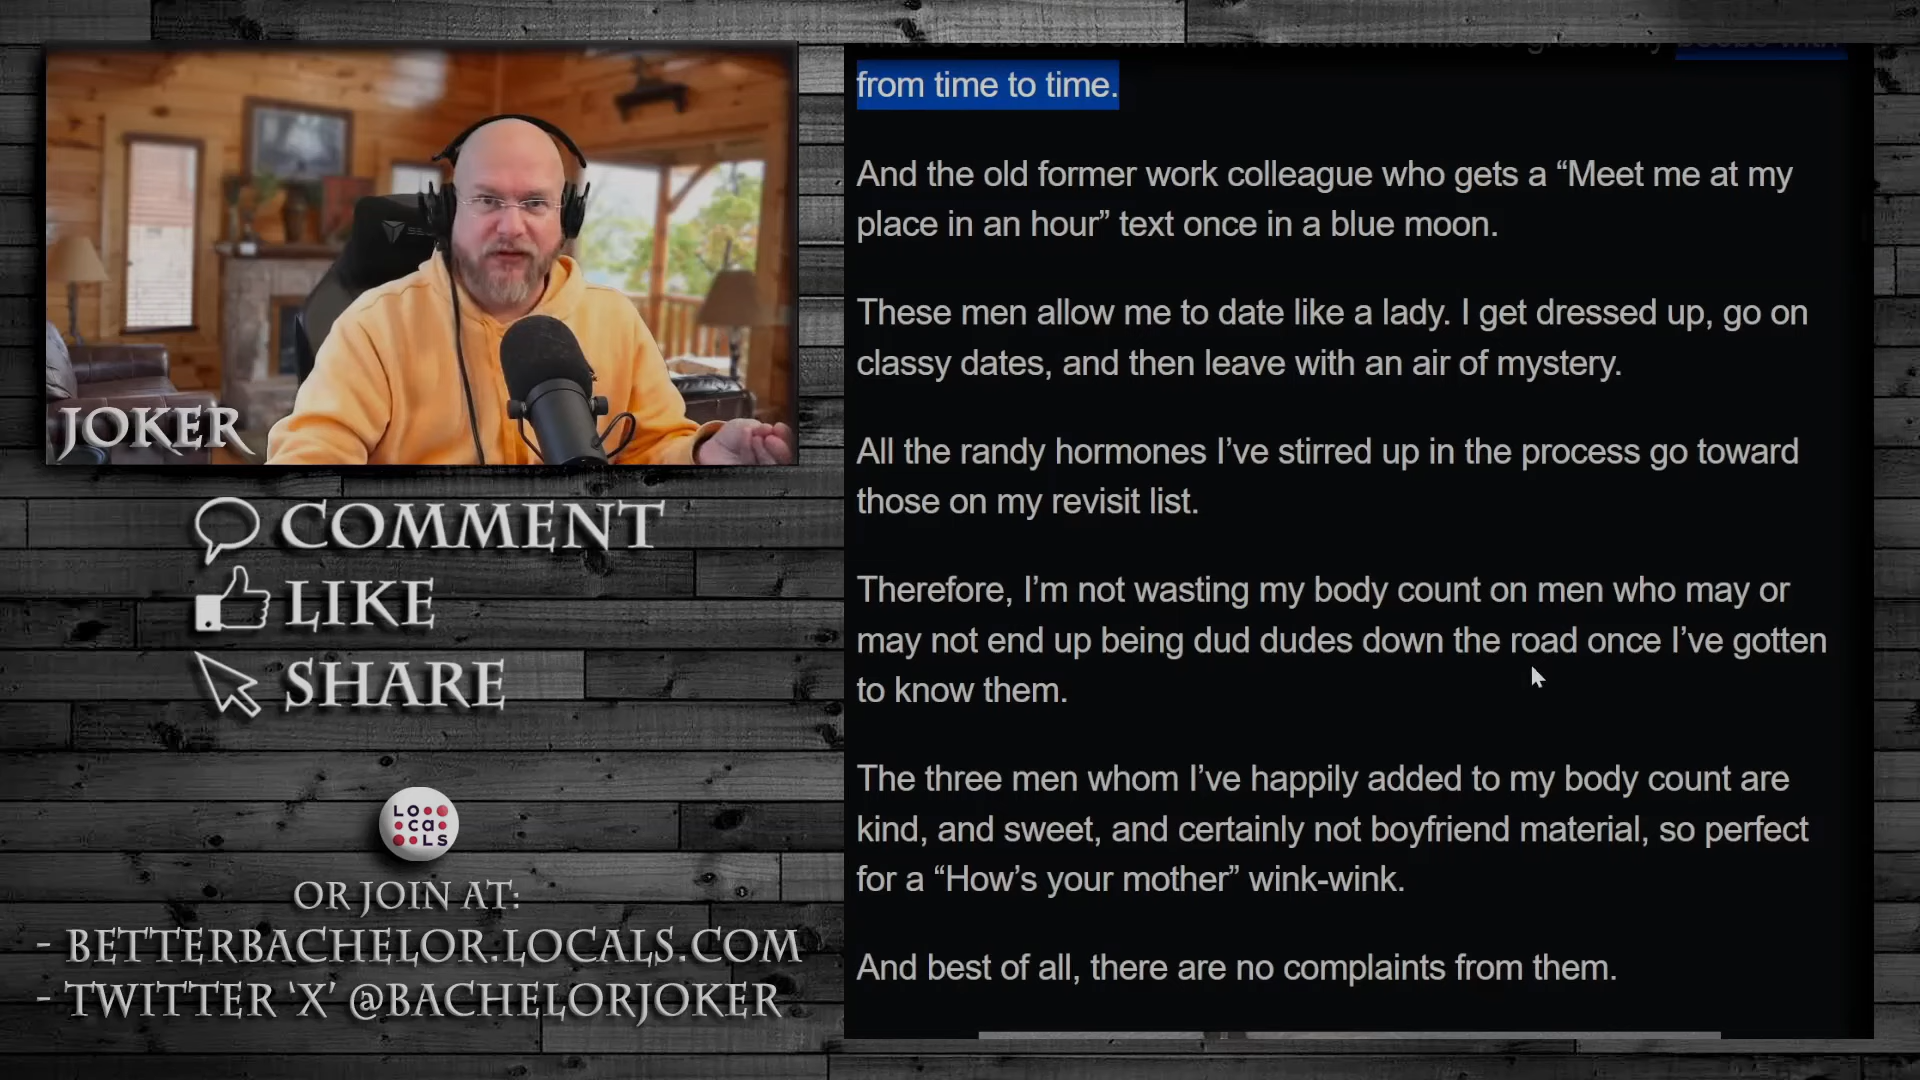 from time to time.
And the old former work colleague who gets a “Meet me at my
place in an hour” text once in a blue moon.
These men allow me to date like a lady. I get dressed up, go on
classy dates, and then leave with an air of mystery.
All the randy hormones I’ve stirred up in the process go toward
those on my revisit list.
Therefore, I’m not wasting my body count on men who may or
may not end up being dud dudes down the road once I’ve gotten
to know them.
The three men whom I’ve happily added to my body count are
kind, and sweet, and certainly not boyfriend material, so perfect
for a “How’s your mother” wink-wink.
And best of all, there are no complaints from them.
JOKER
COMMENT
LIKE
SHARE
LO
Ca
LS
OR JOIN AT:
- BETTERBACHELOR.LOCALS.COM
- TWITTER ‘X’ @BACHELORJOKER